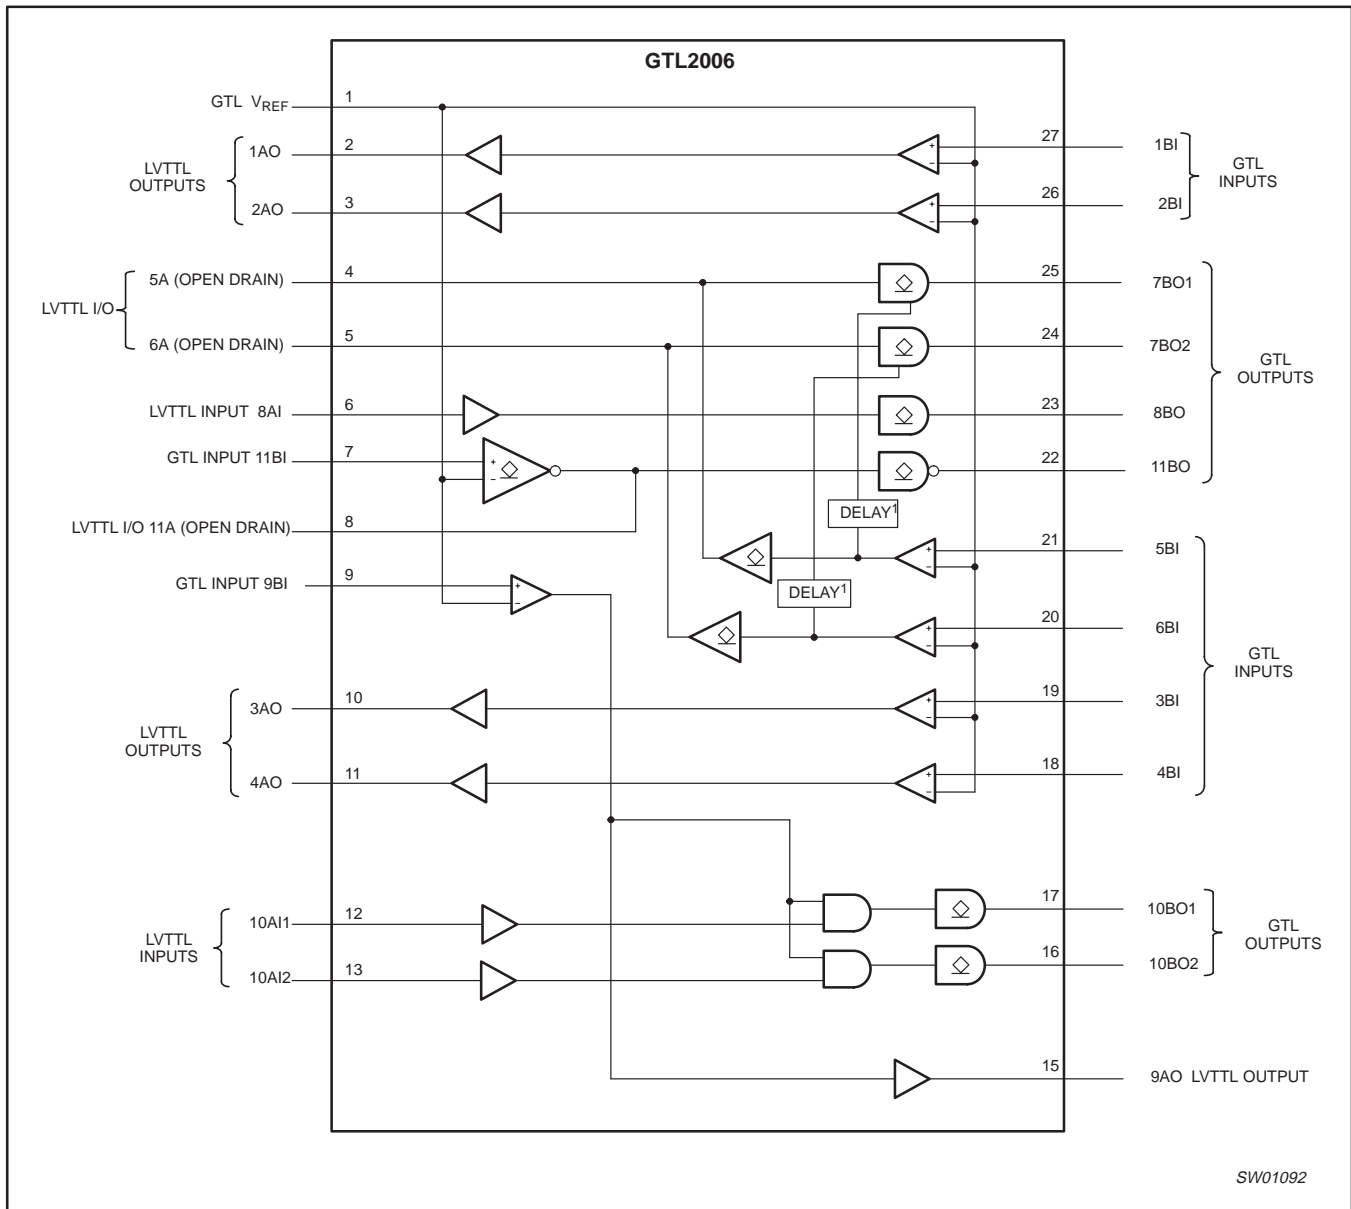 GTL2006
GTL VREF 1
1AO 2
LVTTL
OUTPUTS
2AO 3
27 1BI
GTL
INPUTS
26 2BI
5A (OPEN DRAIN) 4
LVTTL I/O
6A (OPEN DRAIN) 5
25 7BO1
24 7BO2
GTL
OUTPUTS
LVTTL INPUT 8AI 6
23 8BO
GTL INPUT 11BI 7
22 11BO
LVTTL I/O 11A (OPEN DRAIN) 8
DELAY1
21 5BI
GTL INPUT 9BI 9
DELAY1
20 6BI
GTL
INPUTS
3AO 10
19 3BI
LVTTL
OUTPUTS
4AO 11
18 4BI
10AI1 12
LVTTL
INPUTS
10AI2 13
17 10BO1
GTL
OUTPUTS
16 10BO2
15 9AO LVTTL OUTPUT
SW01092
+
−
+
−
+
−
+
−
+
−
+
−
+
−
+
−